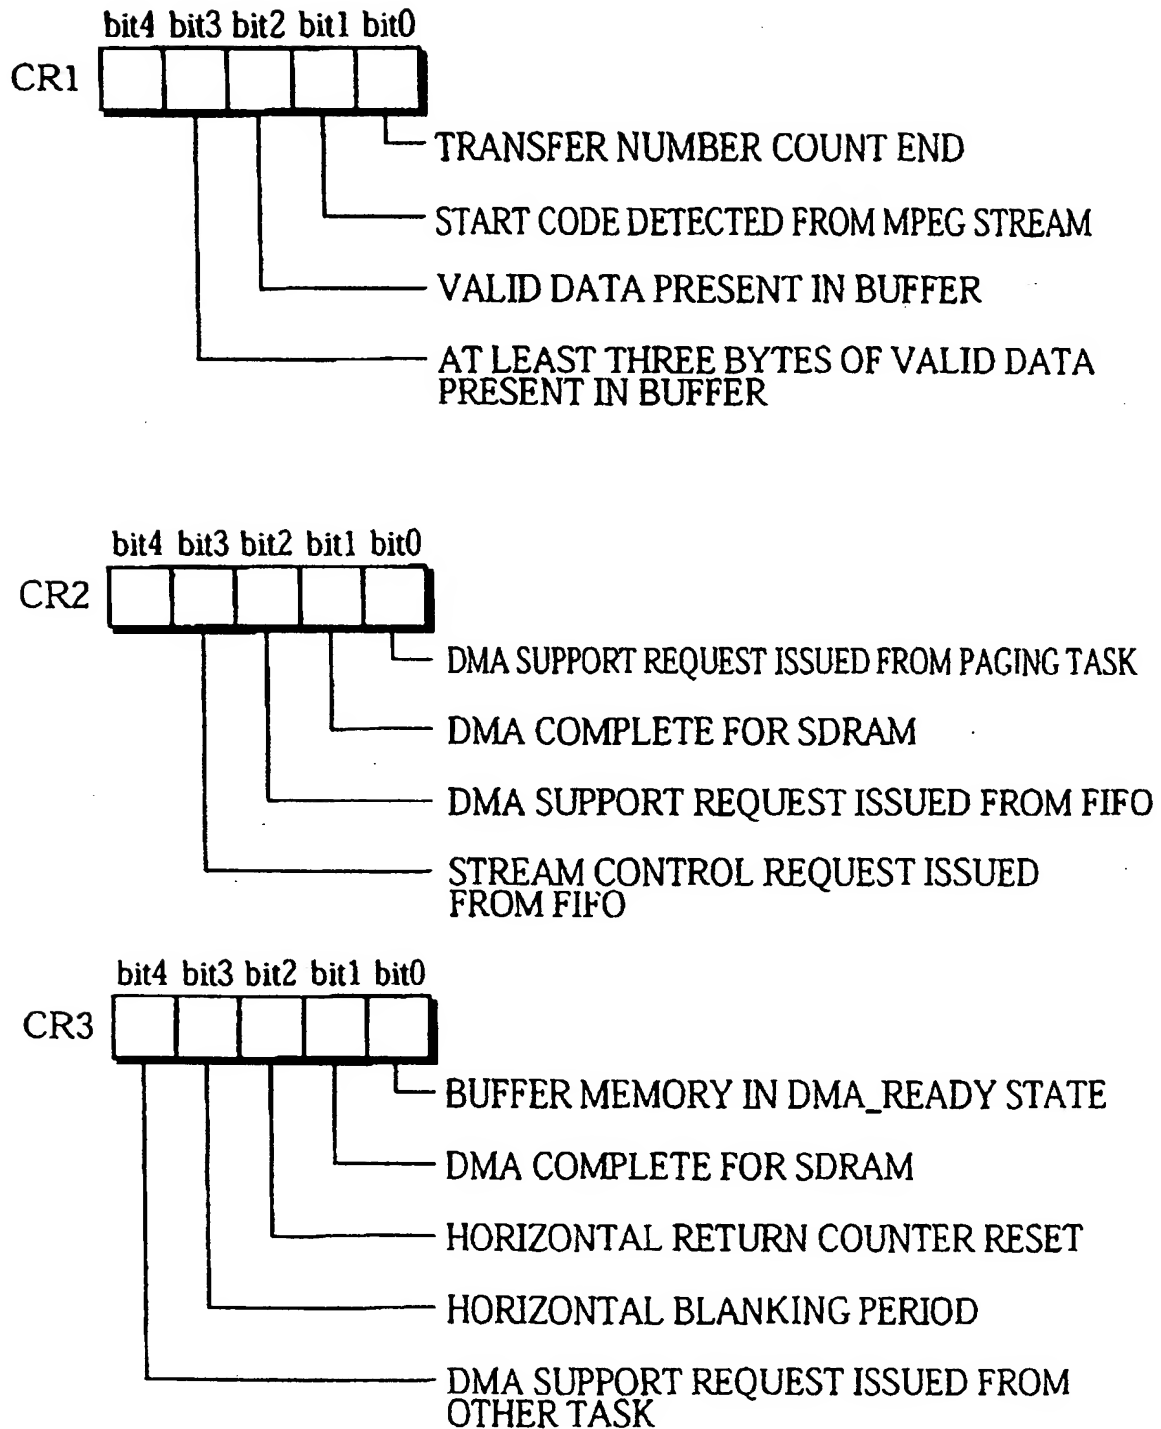 bit4 bit3 bit2 bit1 bit0
CR1
TRANSFER NUMBER COUNT END
START CODE DETECTED FROM MPEG STREAM
VALID DATA PRESENT IN BUFFER
AT LEAST THREE BYTES OF VALID DATA
PRESENT IN BUFFER
bit4 bit3 bit2 bit1 bit0
CR2
DMA SUPPORT REQUEST ISSUED FROM PAGING TASK
DMA COMPLETE FOR SDRAM
DMA SUPPORT REQUEST ISSUED FROM FIFO
STREAM CONTROL REQUEST ISSUED
FROM FIFO
bit4 bit3 bit2 bit1 bit0
CR3
BUFFER MEMORY IN DMA_READY STATE
DMA COMPLETE FOR SDRAM
HORIZONTAL RETURN COUNTER RESET
HORIZONTAL BLANKING PERIOD
DMA SUPPORT REQUEST ISSUED FROM
OTHER TASK